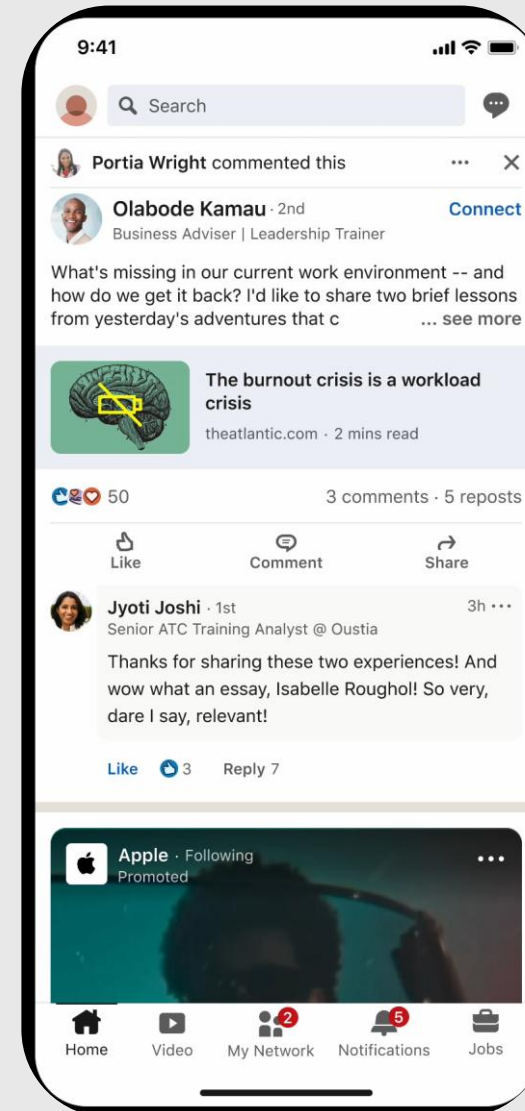 9:41
Search
Portia Wright commented this
Olabode Kamau · 2nd
Connect
Business Adviser | Leadership Trainer
What's missing in our current work environment -- and
how do we get it back? I'd like to share two brief lessons
from yesterday's adventures that c ... see more
The burnout crisis is a workload
crisis
theatlantic.com · 2 mins read
50
3 comments · 5 reposts
Like
Comment
Share
Jyoti Joshi · 1st
3h
Senior ATC Training Analyst @ Oustia
Thanks for sharing these two experiences! And
wow what an essay, Isabelle Roughol! So very,
dare I say, relevant!
Like 3 Reply 7
Apple · Following
Promoted
2
5
Home
Video
My Network
Notifications
Jobs